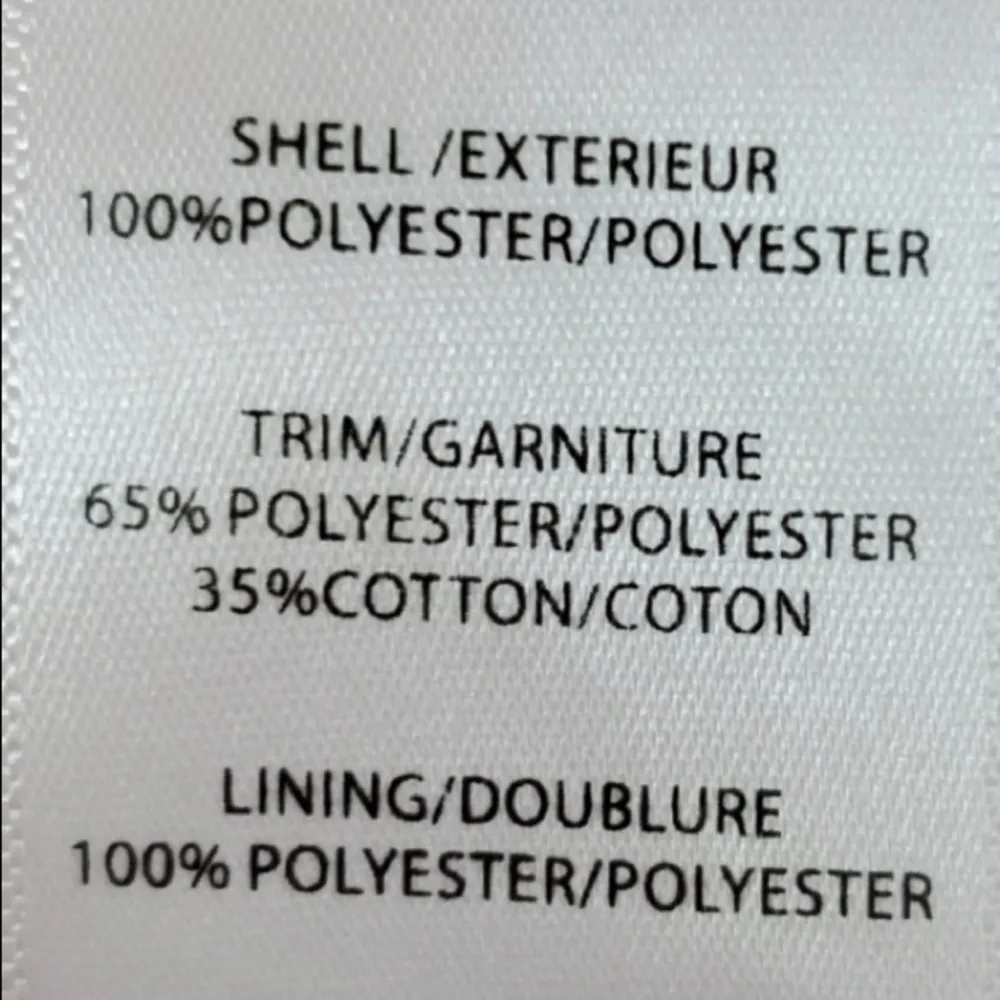 SHELL /EXTERIEUR
100%POLYESTER/POLYESTER
TRIM/GARNITURE
65% POLYESTER/POLYESTER
35%COTTON/COTON
LINING/DOUBLURE
100% POLYESTER/POLYESTER